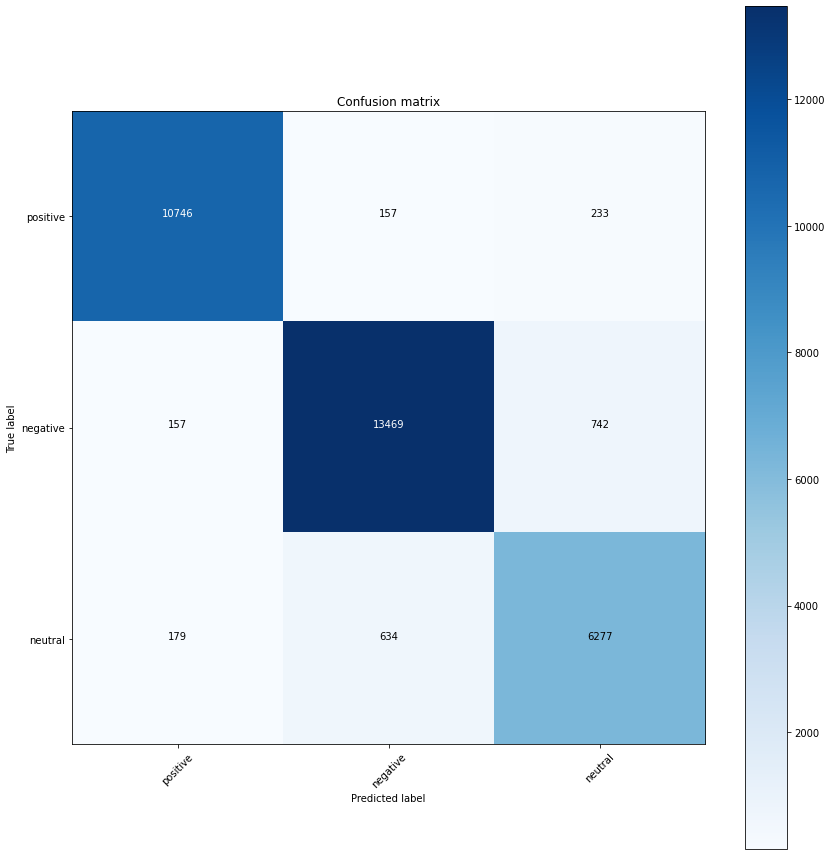 Confusion matrix
12000
10000
8000
6000
4000
2000
True label
positive
10746 157 233
negative
157 13469 742
neutral
179 634 6277
positive negative neutral
Predicted label